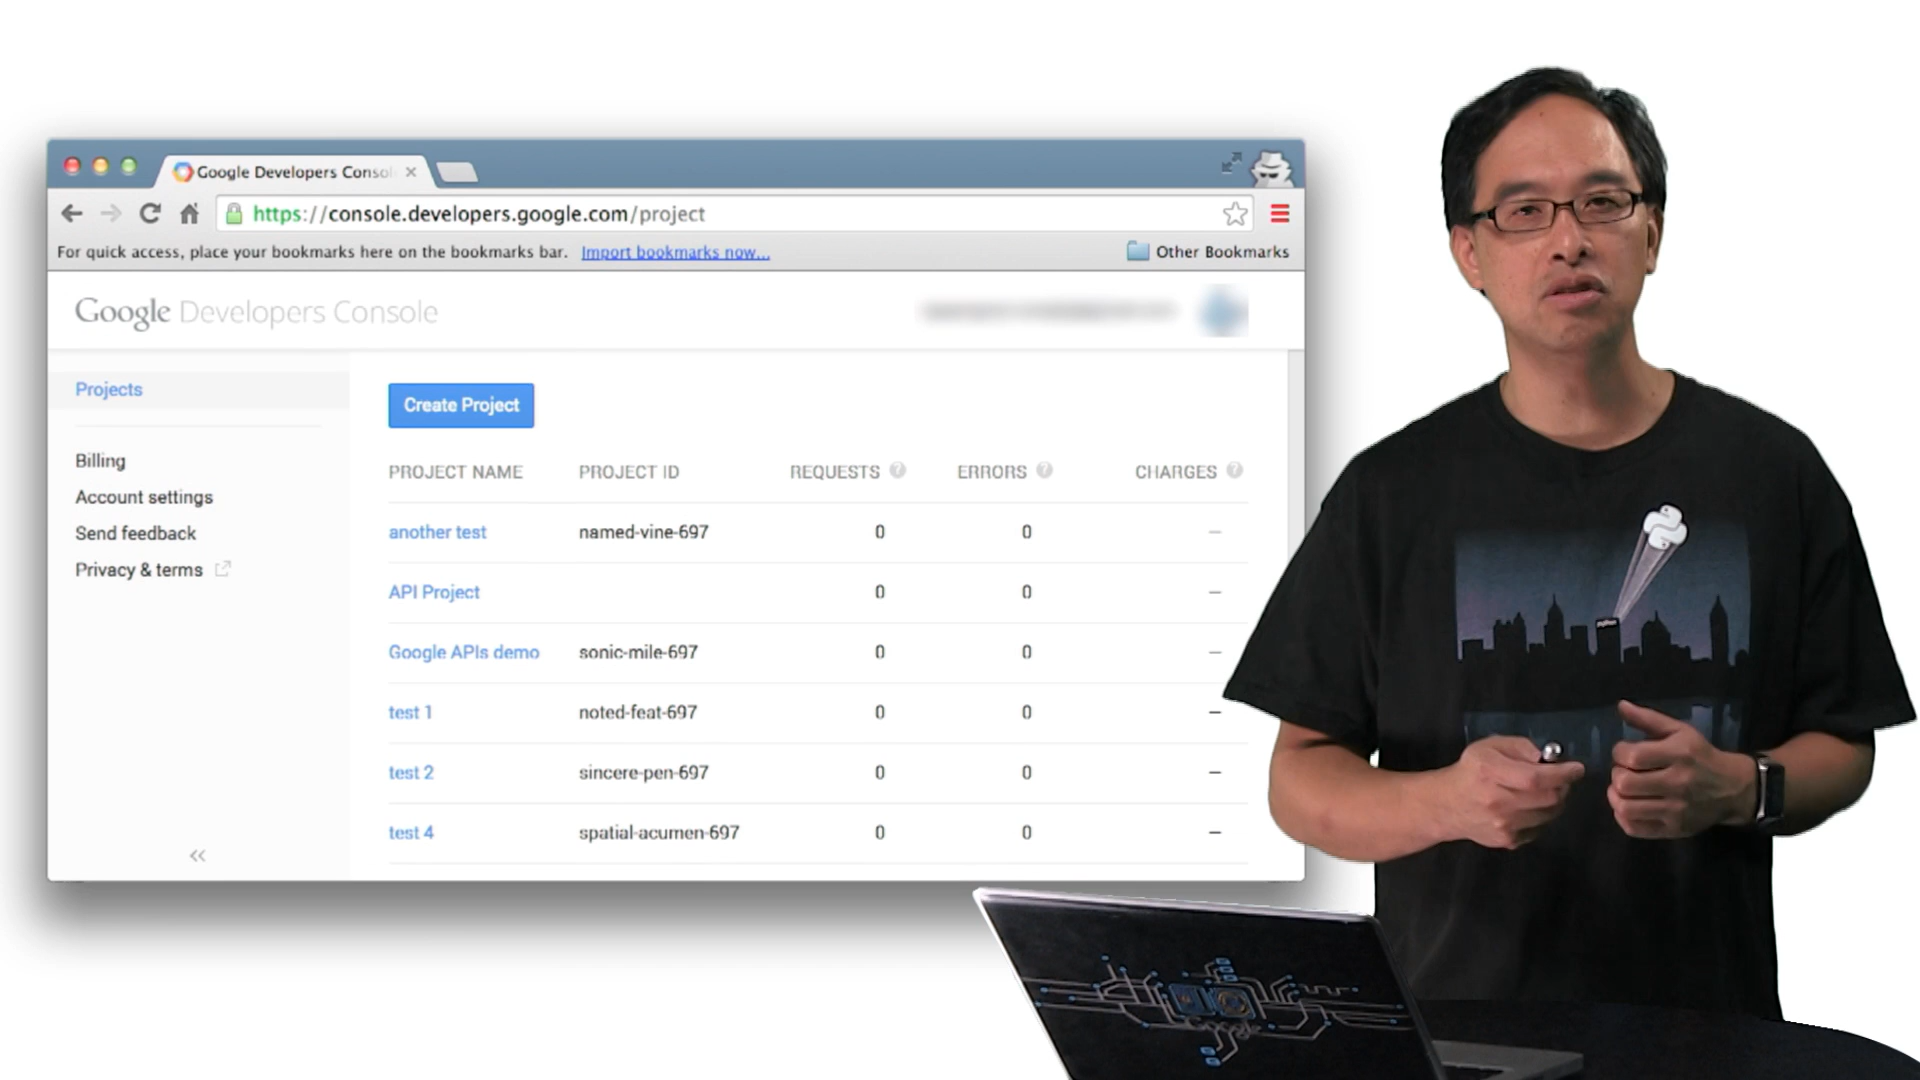 Google Developers Consol
https://console.developers.google.com/project
For quick access, place your bookmarks here on the bookmarks bar. Import bookmarks now... Other Bookmarks
Google Developers Console
Projects
Billing
Account settings
Send feedback
Privacy & terms
Create Project
PROJECT NAME PROJECT ID REQUESTS ? ERRORS ? CHARGES ?
another test named-vine-697 0 0 —
API Project 0 0 —
Google APIs demo sonic-mile-697 0 0 —
test 1 noted-feat-697 0 0 —
test 2 sincere-pen-697 0 0 —
test 4 spatial-acumen-697 0 0 —
python
Google